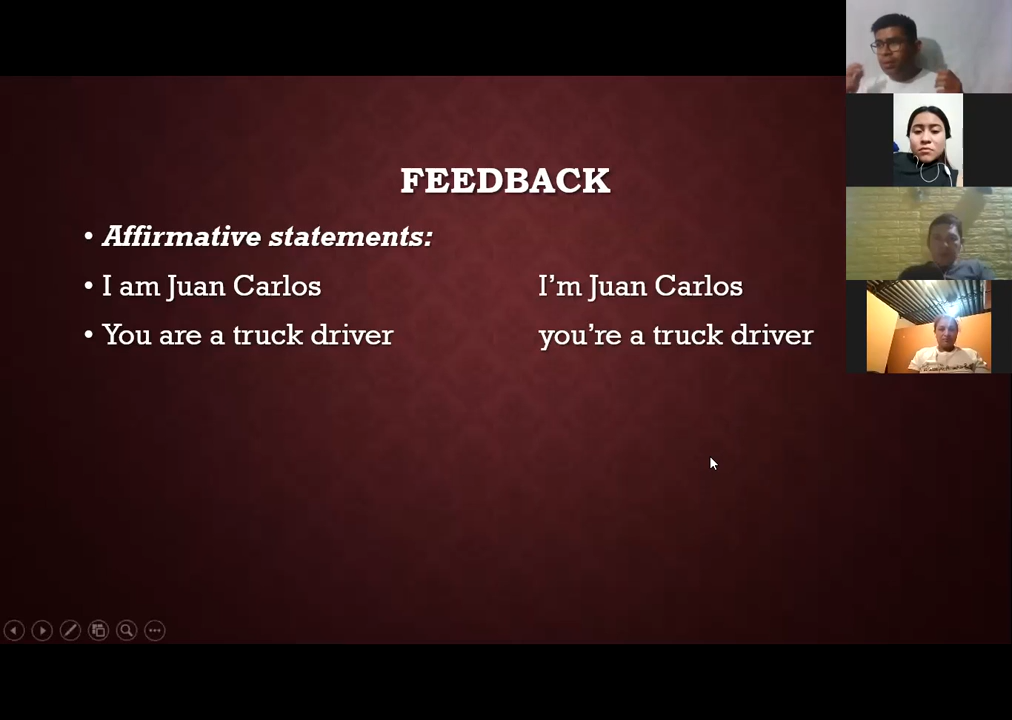 FEEDBACK
Affirmative statements:
I am Juan Carlos I'm Juan Carlos
You are a truck driver you're a truck driver